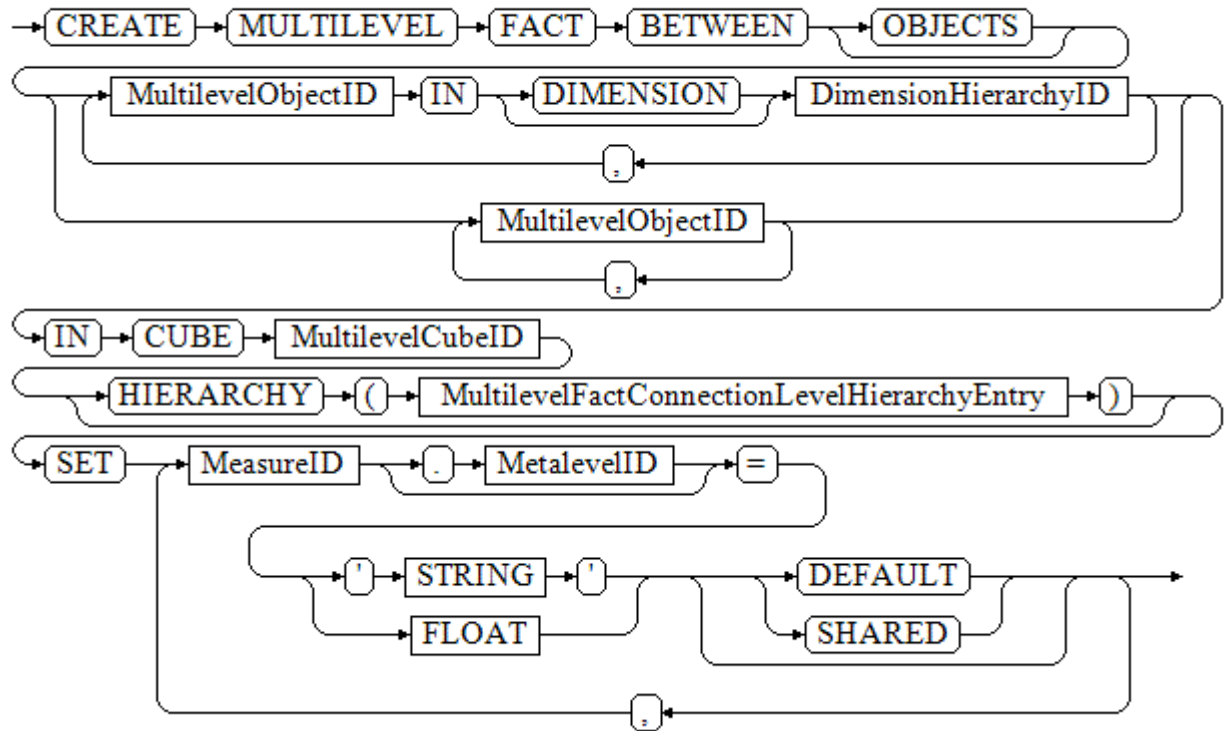 CREATE MULTILEVEL FACT BETWEEN OBJECTS
MultilevelObjectID IN DIMENSION DimensionHierarchyID
,
MultilevelObjectID
,
IN CUBE MultilevelCubeID
HIERARCHY ( MultilevelFactConnectionLevelHierarchyEntry )
SET MeasureID . MetalevelID =
' STRING ' DEFAULT
FLOAT SHARED
,